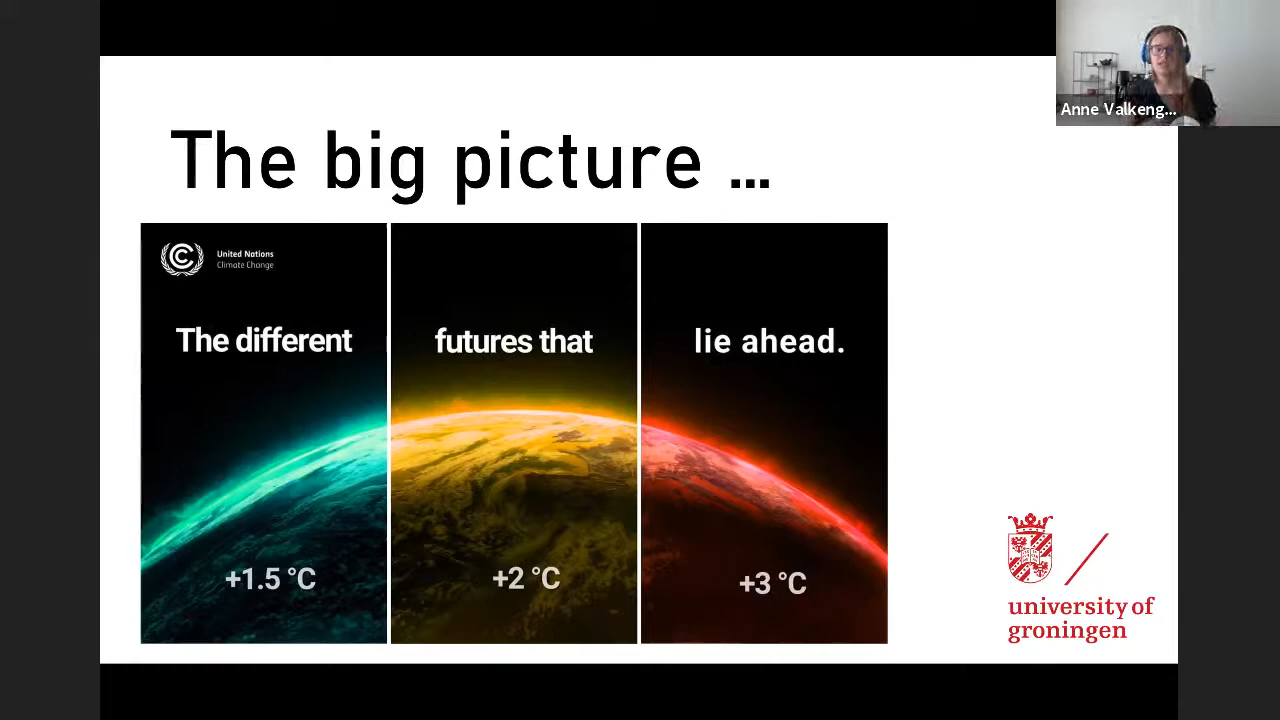 Anne Valkeng...
The big picture ...
United Nations
Climate Change
The different
futures that
lie ahead.
+1.5 °C
+2 °C
+3 °C
university of
groningen